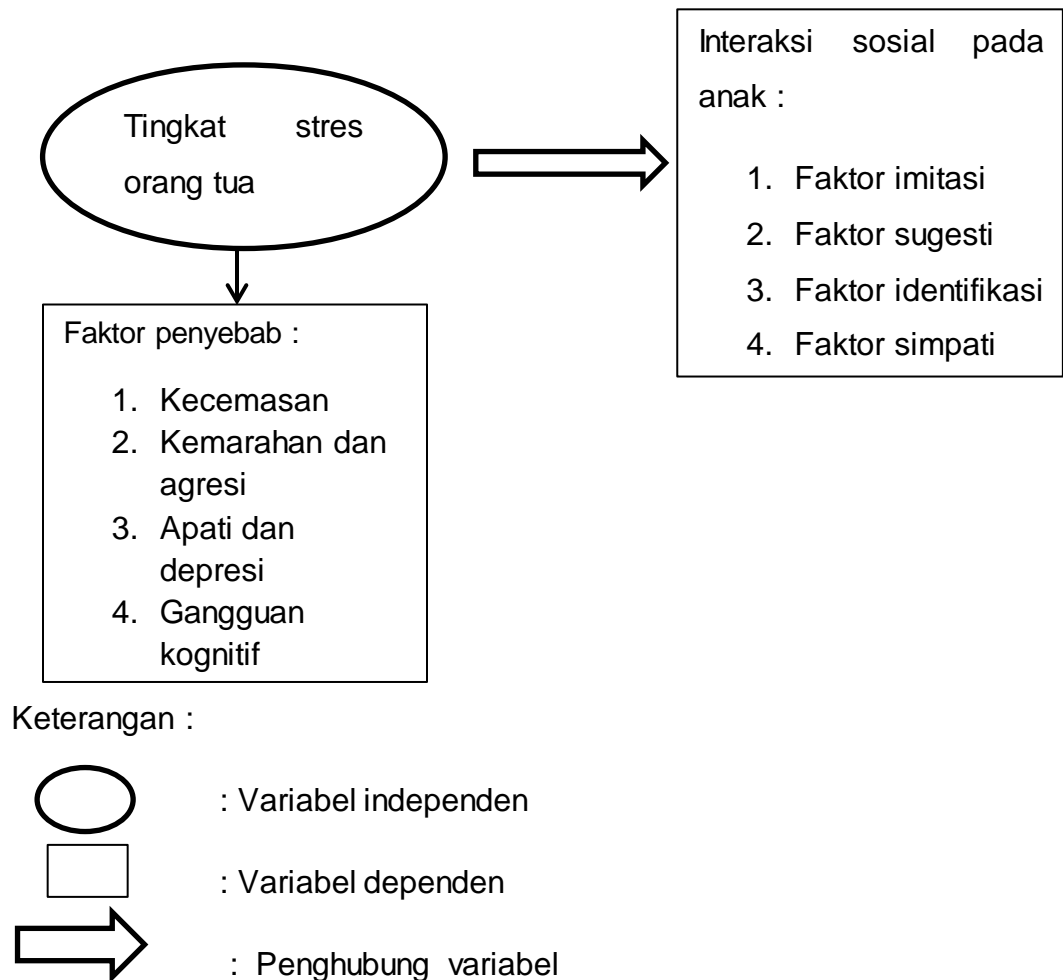 Tingkat stres
orang tua
Interaksi sosial pada
anak :
1. Faktor imitasi
2. Faktor sugesti
3. Faktor identifikasi
4. Faktor simpati
Faktor penyebab :
1. Kecemasan
2. Kemarahan dan
agresi
3. Apati dan
depresi
4. Gangguan
kognitif
Keterangan :
: Variabel independen
: Variabel dependen
: Penghubung variabel